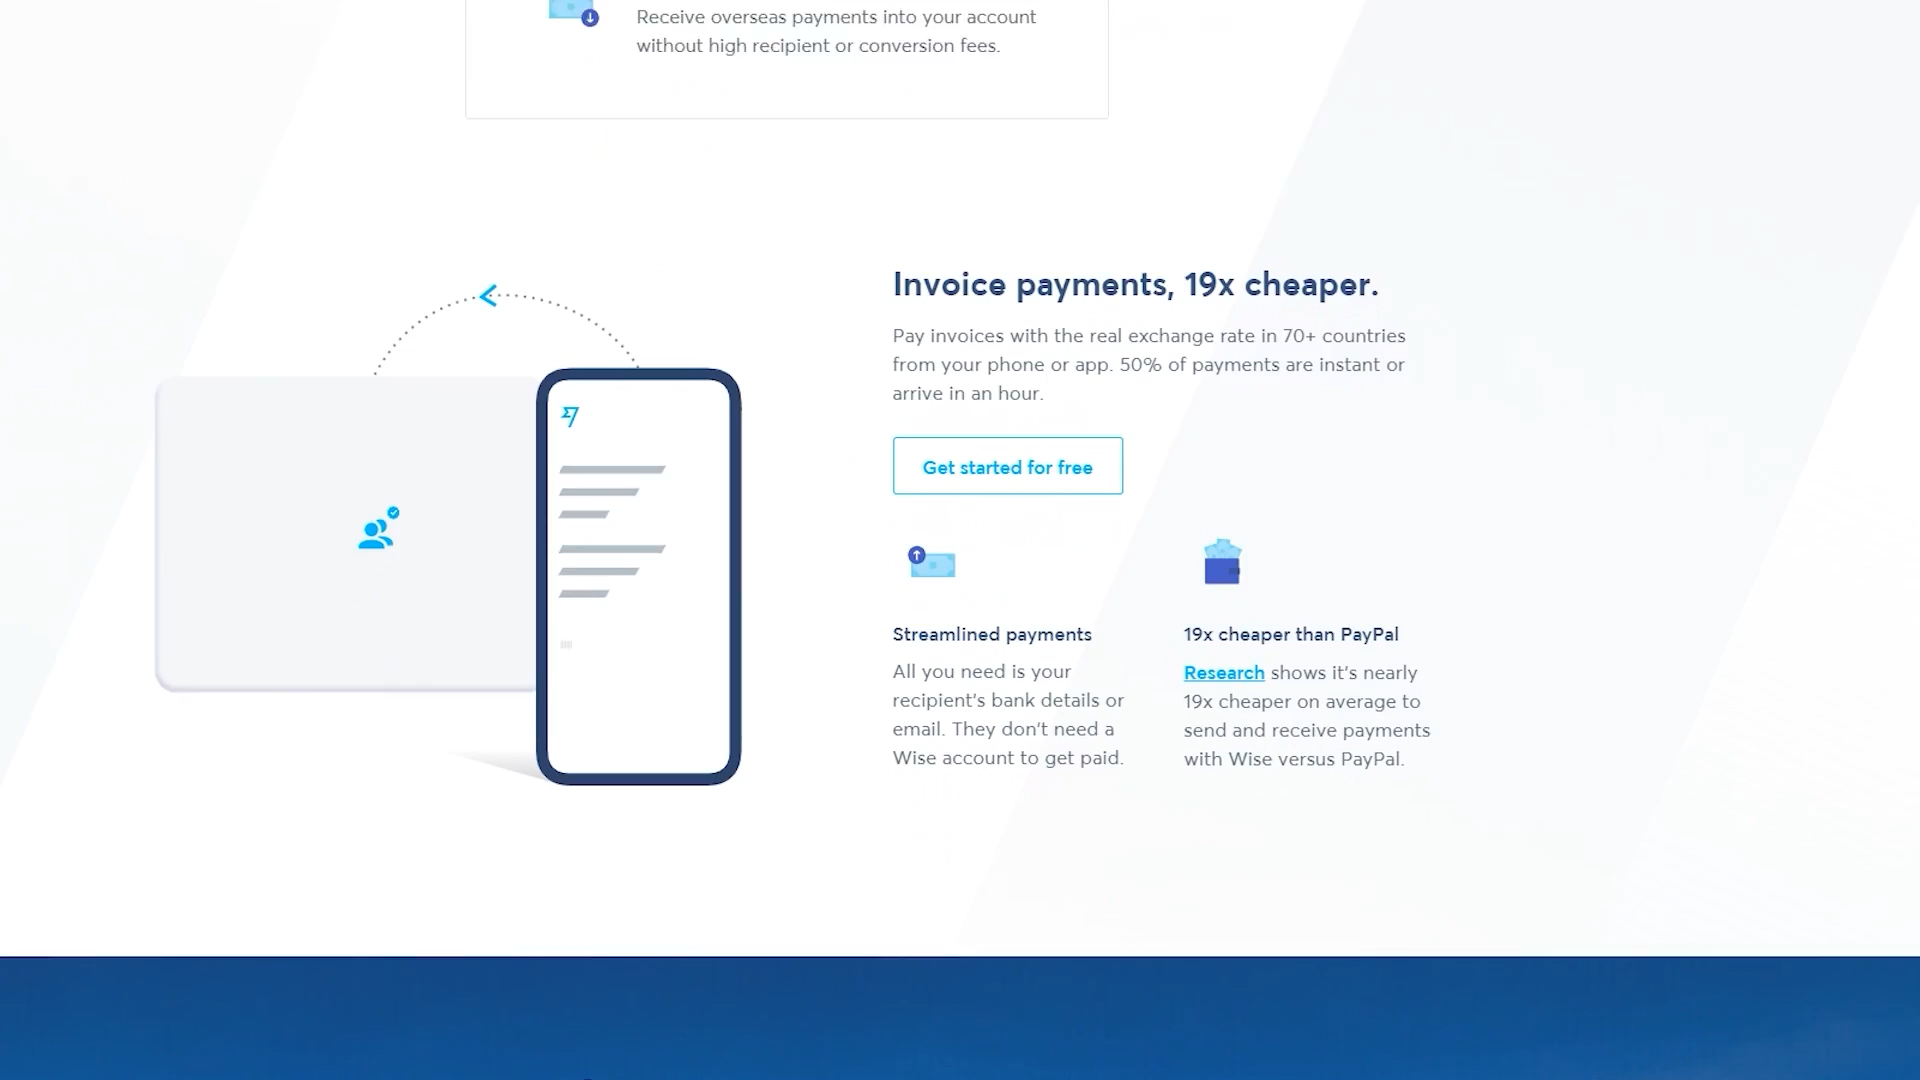 Receive overseas payments into your account
without high recipient or conversion fees.
Invoice payments, 19x cheaper.
Pay invoices with the real exchange rate in 70+ countries
from your phone or app. 50% of payments are instant or
arrive in an hour.
Get started for free
Streamlined payments
All you need is your
recipient's bank details or
email. They don't need a
Wise account to get paid.
19x cheaper than PayPal
Research shows it's nearly
19x cheaper on average to
send and receive payments
with Wise versus PayPal.